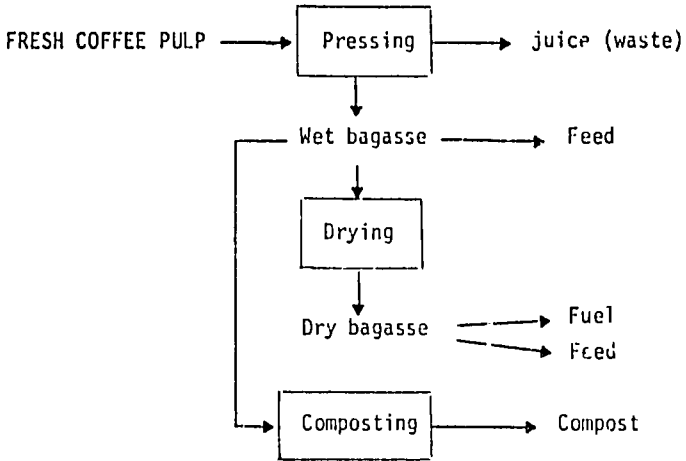 FRESH COFFEE PULP Pressing juice (waste)
Wet bagasse Feed
Drying
Dry bagasse Fuel
Feed
Composting Compost